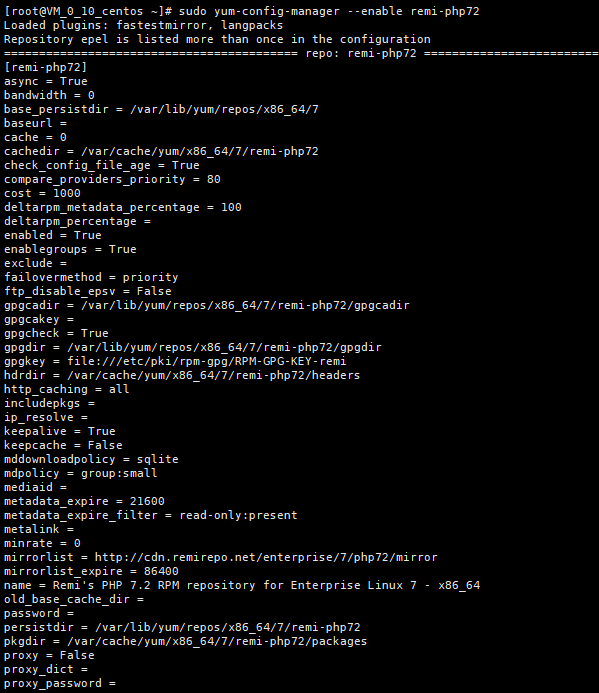 [root@VM_0_10_centos ~]# sudo yum-config-manager --enable remi-php72
Loaded plugins: fastestmirror, langpacks
Repository epel is listed more than once in the configuration
========================================== repo: remi-php72 =========================
[remi-php72]
async = True
bandwidth = 0
base_persistdir = /var/lib/yum/repos/x86_64/7
baseurl =
cache = 0
cachedir = /var/cache/yum/x86_64/7/remi-php72
check_config_file_age = True
compare_providers_priority = 80
cost = 1000
deltarpm_metadata_percentage = 100
deltarpm_percentage =
enabled = True
enablegroups = True
exclude =
failovermethod = priority
ftp_disable_epsv = False
gpgcadir = /var/lib/yum/repos/x86_64/7/remi-php72/gpgcadir
gpgcakey =
gpgcheck = True
gpgdir = /var/lib/yum/repos/x86_64/7/remi-php72/gpgdir
gpgkey = file:///etc/pki/rpm-gpg/RPM-GPG-KEY-remi
hdrdir = /var/cache/yum/x86_64/7/remi-php72/headers
http_caching = all
includepkgs =
ip_resolve =
keepalive = True
keepcache = False
mddownloadpolicy = sqlite
mdpolicy = group:small
mediaid =
metadata_expire = 21600
metadata_expire_filter = read-only:present
metalink =
minrate = 0
mirrorlist = http://cdn.remirepo.net/enterprise/7/php72/mirror
mirrorlist_expire = 86400
name = Remi's PHP 7.2 RPM repository for Enterprise Linux 7 - x86_64
old_base_cache_dir =
password =
persistdir = /var/lib/yum/repos/x86_64/7/remi-php72
pkgdir = /var/cache/yum/x86_64/7/remi-php72/packages
proxy = False
proxy_dict =
proxy_password =